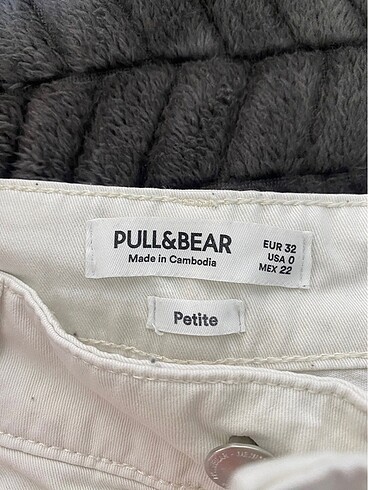 PULL&BEAR
Made in Cambodia
EUR 32
USA 0
MEX 22
Petite